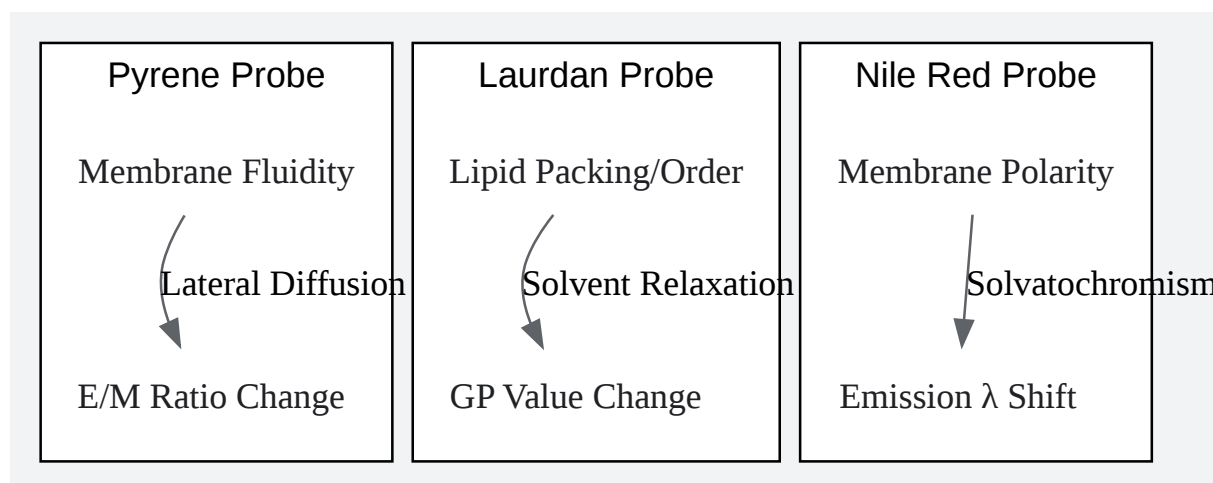 Pyrene Probe
Membrane Fluidity
Lateral Diffusion
E/M Ratio Change
Laurdan Probe
Lipid Packing/Order
Solvent Relaxation
GP Value Change
Nile Red Probe
Membrane Polarity
Solvatochromism
Emission λ Shift